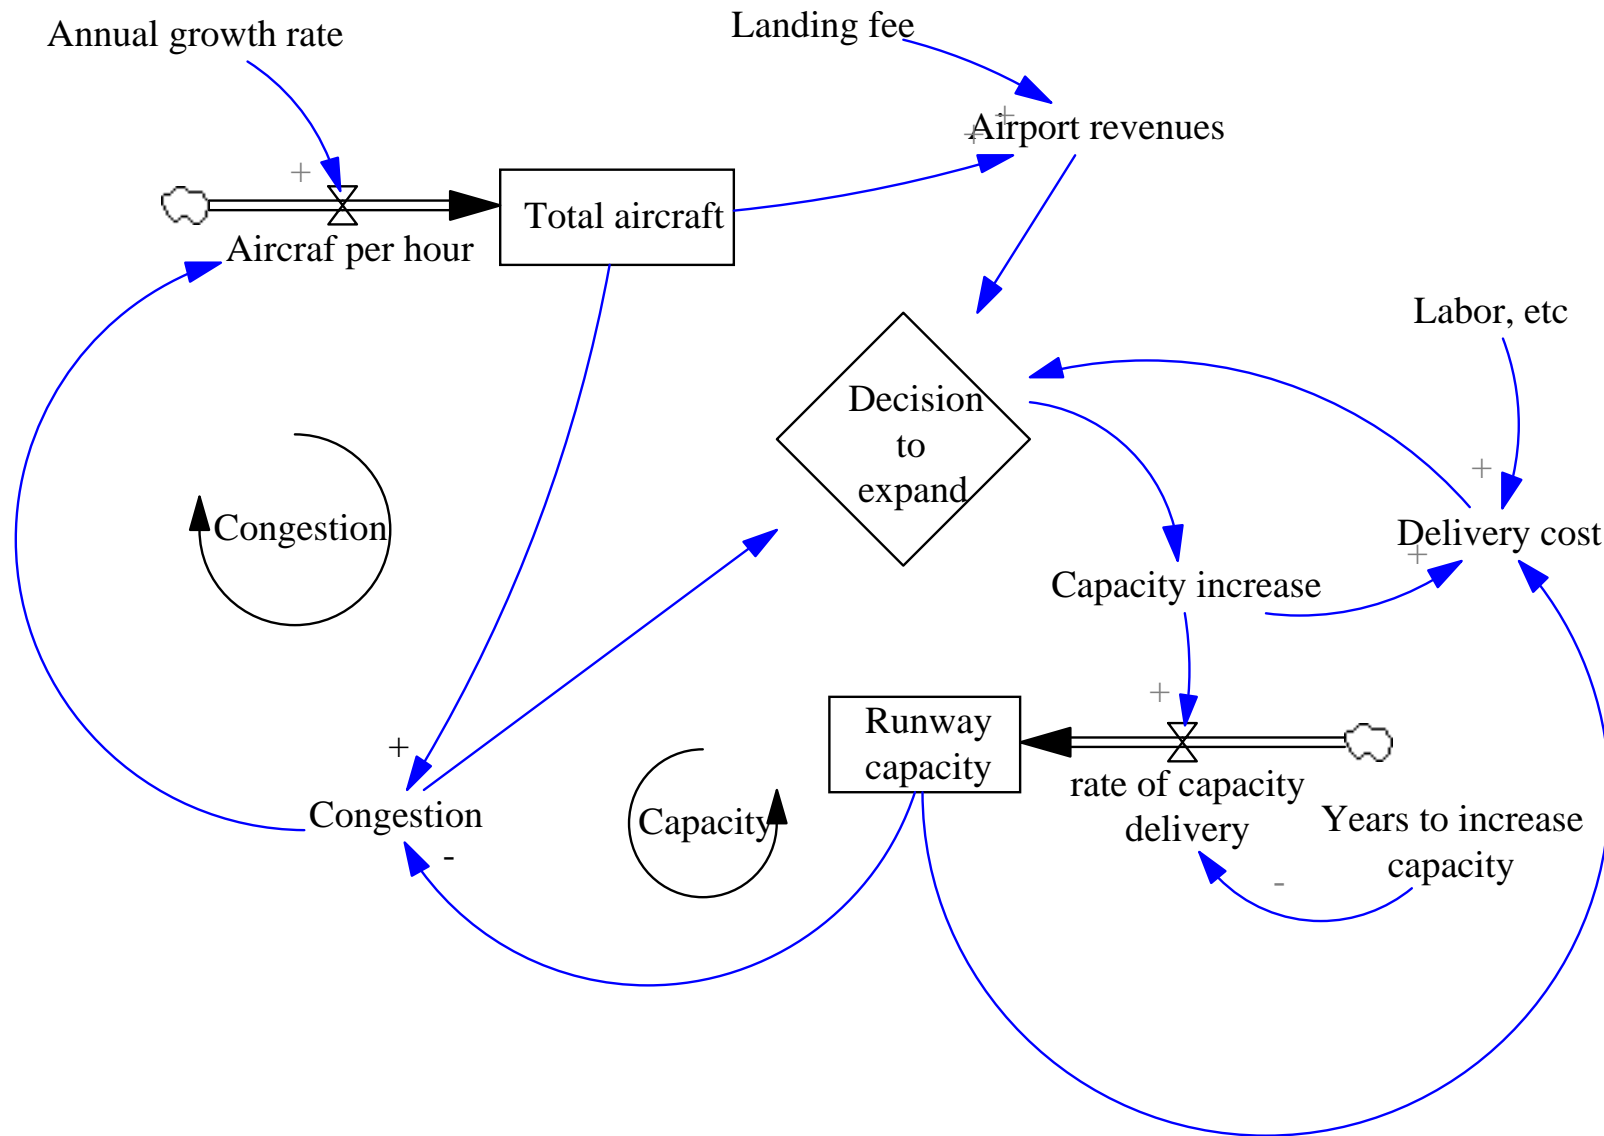 Annual growth rate
Landing fee
+
+
Airport revenues
+
Total aircraft
Aircraf per hour
Labor, etc
Decision
to
expand
+
Congestion
Delivery cost
+
Capacity increase
+
Runway
capacity
+
rate of capacity
delivery
Congestion
Capacity
Years to increase
capacity
-
-